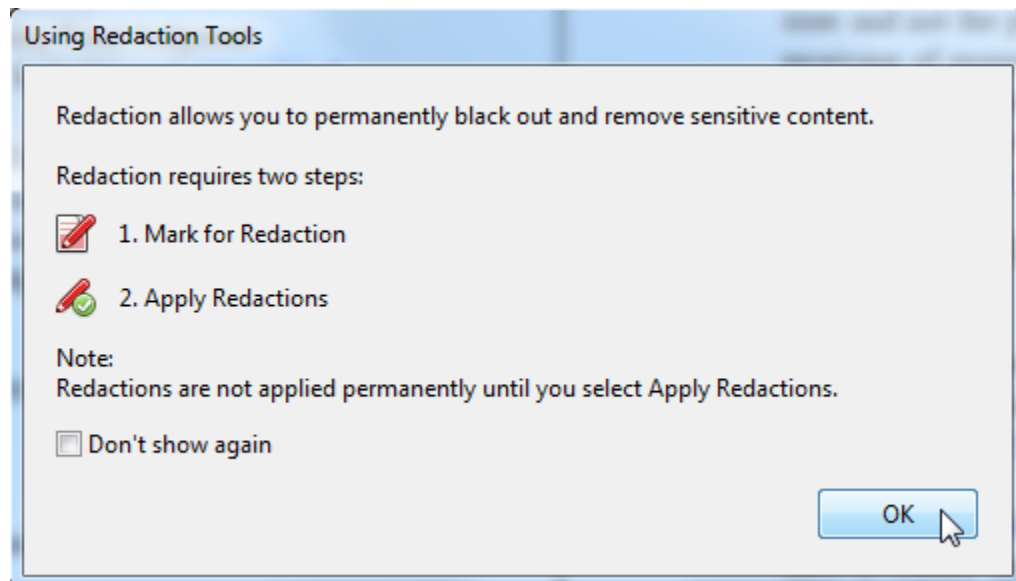 Using Redaction Tools
Redaction allows you to permanently black out and remove sensitive content.
Redaction requires two steps:
1. Mark for Redaction
2. Apply Redactions
Note:
Redactions are not applied permanently until you select Apply Redactions.
Don't show again
OK